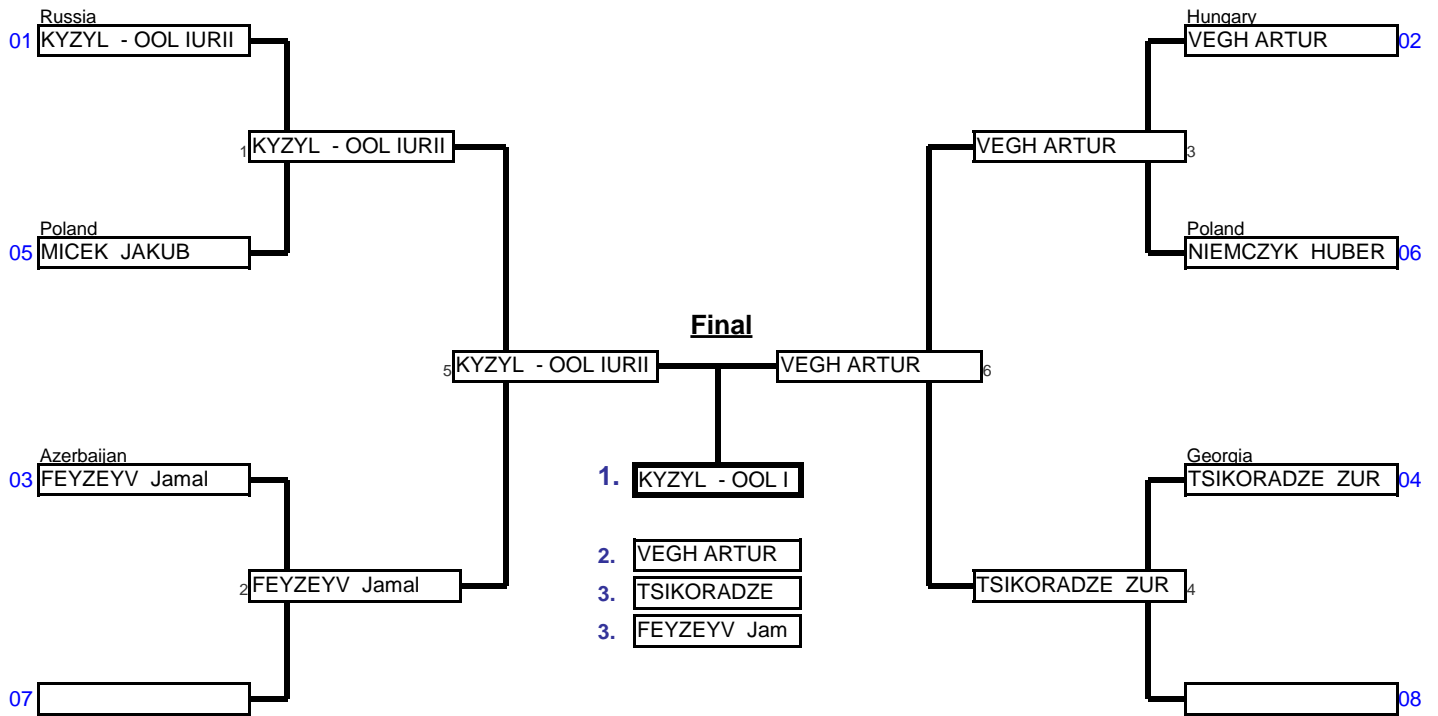 Russia
01 KYZYL - OOL IURII
1 KYZYL - OOL IURII
Poland
05 MICEK JAKUB
5 KYZYL - OOL IURII
Azerbaijan
03 FEYZEYV Jamal
2 FEYZEYV Jamal
07
Final
1. KYZYL - OOL I
2. VEGH ARTUR
3. TSIKORADZE
3. FEYZEYV Jam
Hungary
VEGH ARTUR 02
VEGH ARTUR 3
Poland
NIEMCZYK HUBER 06
VEGH ARTUR 6
Georgia
TSIKORADZE ZUR 04
TSIKORADZE ZUR 4
08